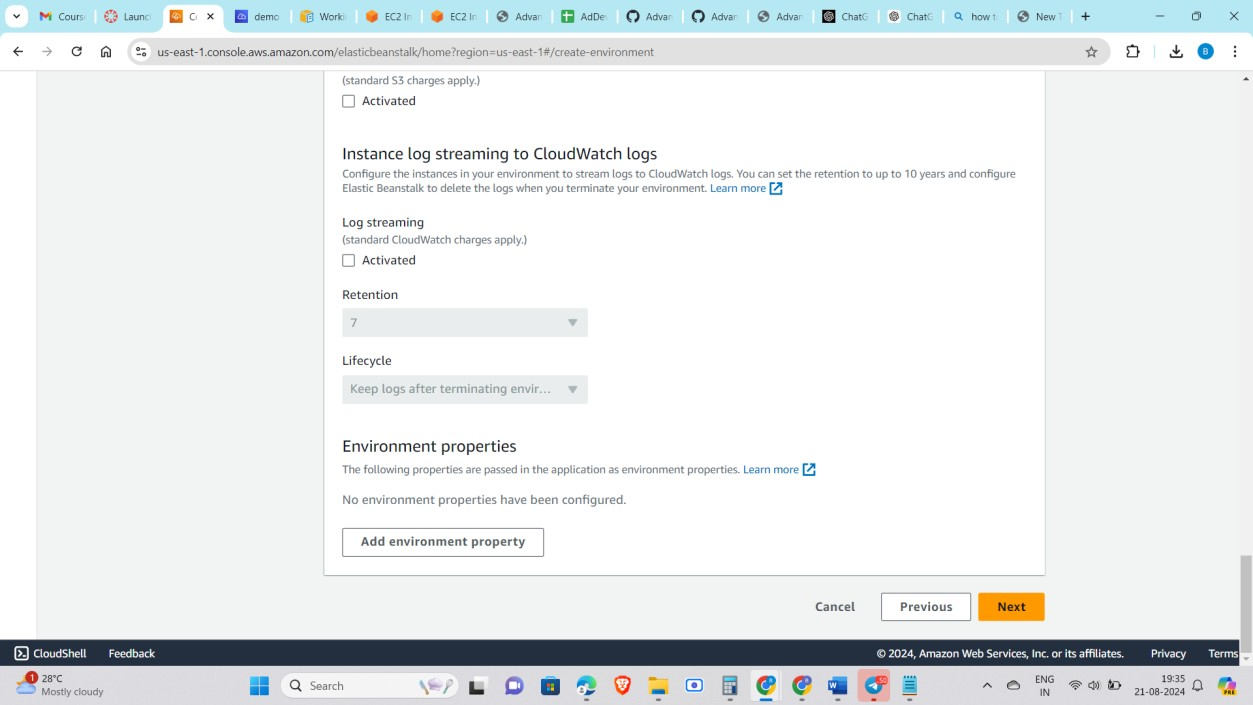 Course
Launc
C
demo
Worki
EC2 In
EC2 In
Advan
AdDev
Advan
Advan
Advan
ChatG
ChatG
how t
New T
us-east-1.console.aws.amazon.com/elasticbeanstalk/home?region=us-east-1#/create-environment
B
(standard S3 charges apply.)
Activated
Instance log streaming to CloudWatch logs
Configure the instances in your environment to stream logs to CloudWatch logs. You can set the retention to up to 10 years and configure
Elastic Beanstalk to delete the logs when you terminate your environment. Learn more
Log streaming
(standard CloudWatch charges apply.)
Activated
Retention
7
Lifecycle
Keep logs after terminating envir...
Environment properties
The following properties are passed in the application as environment properties. Learn more
No environment properties have been configured.
Add environment property
Cancel
Previous
Next
CloudShell
Feedback
© 2024, Amazon Web Services, Inc. or its affiliates.
Privacy
Terms
1
28°C
Mostly cloudy
Search
ENG
IN
19:35
21-08-2024
PRE